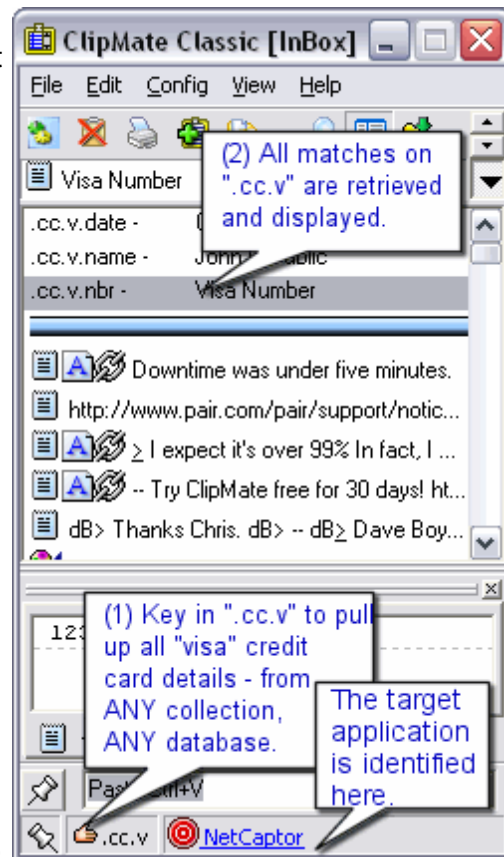 ClipMate Classic [InBox]
File Edit Config View Help
Visa Number
(2) All matches on
".cc.v" are retrieved
and displayed.
.cc.v.date -
.cc.v.name -
.cc.v.nbr - Visa Number
Downtime was under five minutes.
http://www.pair.com/pair/support/notic...
> I expect it's over 99% In fact, I ...
-- Try ClipMate free for 30 days! ht...
dB> Thanks Chris. dB> -- dB> Dave Boy...
(1) Key in ".cc.v" to pull
up all "visa" credit
card details - from
ANY collection,
ANY database.
The target
application
is identified
here.
.cc.v NetCaptor